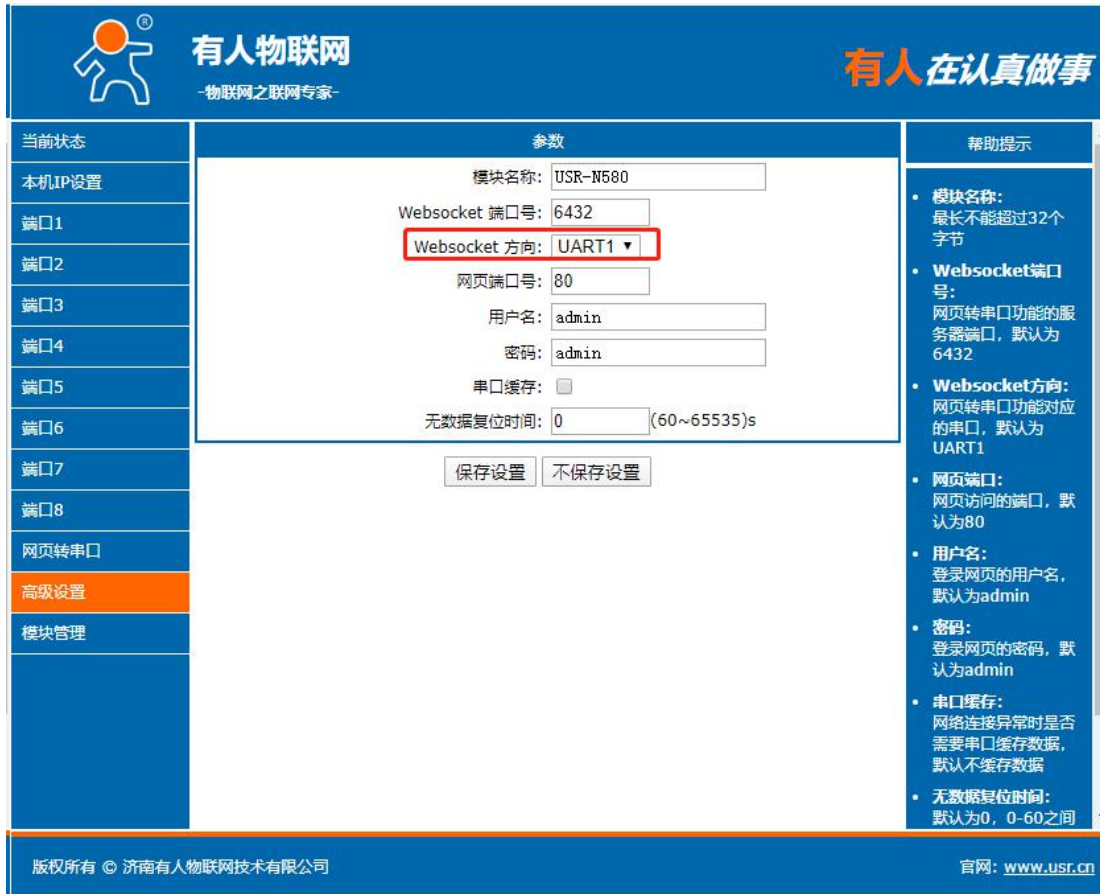 ®
有人物联网
-物联网之联网专家-
有人在认真做事
当前状态
本机IP设置
端口1
端口2
端口3
端口4
端口5
端口6
端口7
端口8
网页转串口
高级设置
模块管理
参数
模块名称: USR-N580
Websocket 端口号: 6432
Websocket 方向: UART1 ▼
网页端口号: 80
用户名: admin
密码: admin
串口缓存:
无数据复位时间: 0 (60~65535)s
保存设置 不保存设置
帮助提示
• 模块名称:
最长不能超过32个
字节
• Websocket端口
号:
网页转串口功能的服
务器端口，默认为
6432
• Websocket方向:
网页转串口功能对应
的串口，默认为
UART1
• 网页端口:
网页访问的端口，默
认为80
• 用户名:
登录网页的用户名，
默认为admin
• 密码:
登录网页的密码，默
认为admin
• 串口缓存:
网络连接异常时是否
需要串口缓存数据，
默认不缓存数据
• 无数据复位时间:
默认为0，0-60之间
版权所有 © 济南有人物联网技术有限公司
官网: www.usr.cn